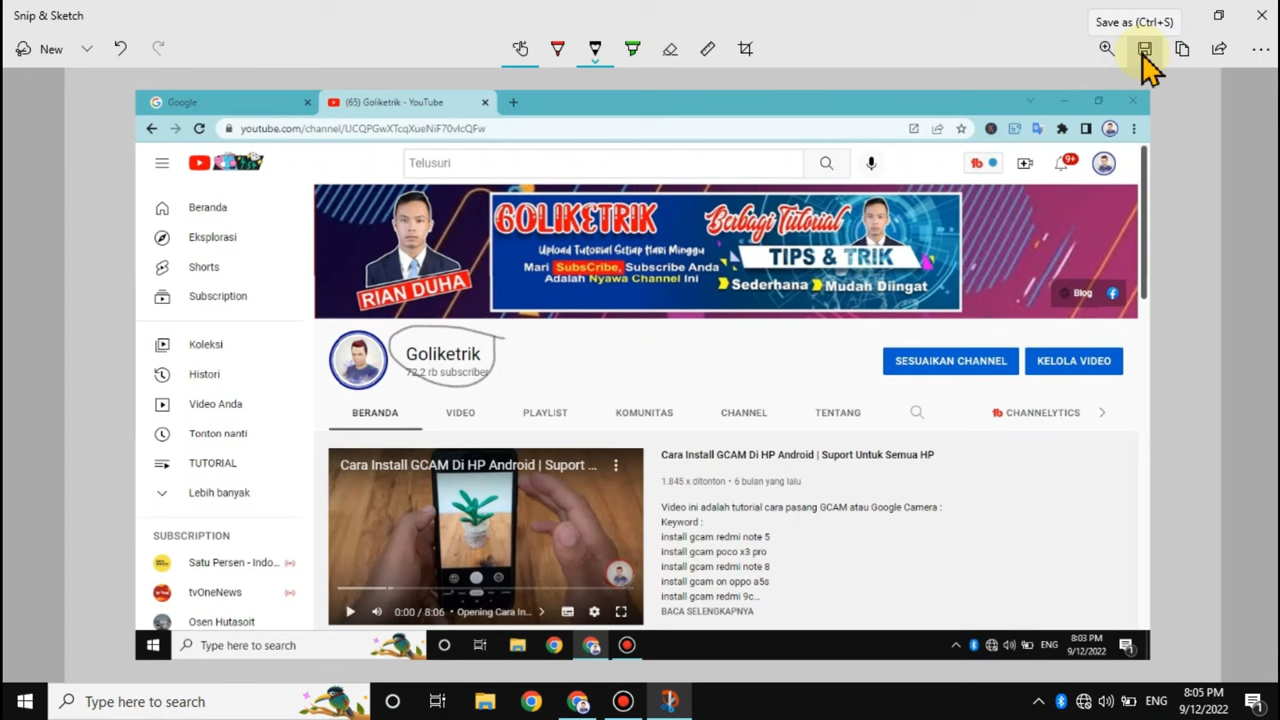 Snip & Sketch
Save as (Ctrl+S)
New
Google
(65) Goliketrik - YouTube
youtube.com/channel/UCQPGwXTcqXueNiF70vlcQFw
Telusuri
9+
Beranda
Eksplorasi
Shorts
Subscription
Koleksi
Histori
Video Anda
Tonton nanti
TUTORIAL
Lebih banyak
SUBSCRIPTION
Satu Persen - Indo...
tvOneNews
Osen Hutasoit
RIAN DUHA
GOLIKETRIK
Upload Tutorial Setiap Hari Minggu
Mari SubsCribe, Subscribe Anda
Adalah Nyawa Channel Ini
Berbagi Tutorial
TIPS & TRIK
Sederhana Mudah Diingat
Blog
Goliketrik
72,2 rb subscriber
SESUAIKAN CHANNEL
KELOLA VIDEO
BERANDA VIDEO PLAYLIST KOMUNITAS CHANNEL TENTANG tb CHANNELYTICS
Cara Install GCAM Di HP Android | Suport ...
0:00 / 8:06 • Opening Cara In...
Cara Install GCAM Di HP Android | Suport Untuk Semua HP
1.845 x ditonton • 6 bulan yang lalu
Video ini adalah tutorial cara pasang GCAM atau Google Camera :
Keyword :
install gcam redmi note 5
install gcam poco x3 pro
install gcam redmi note 8
install gcam on oppo a5s
install gcam redmi 9c...
BACA SELENGKAPNYA
Type here to search
ENG
8:03 PM
9/12/2022
1
Type here to search
ENG
8:05 PM
9/12/2022
1